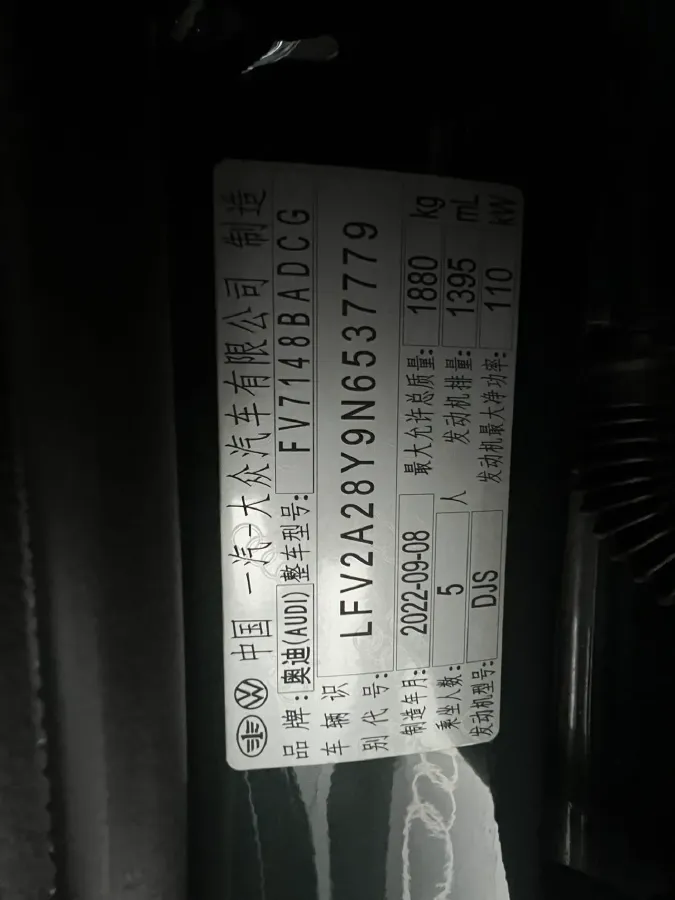 中国 一汽-大众汽车有限公司 制造
品牌: 奥迪(AUDI) 整车型号: FV7148BADCG
车辆识别代号: LFV2A28Y9N6537779
制造年月: 2022-09-08 最大允许总质量: 1880 kg
乘坐人数: 5 人 发动机排量: 1395 mL
发动机型号: DJS 发动机最大净功率: 110 kW